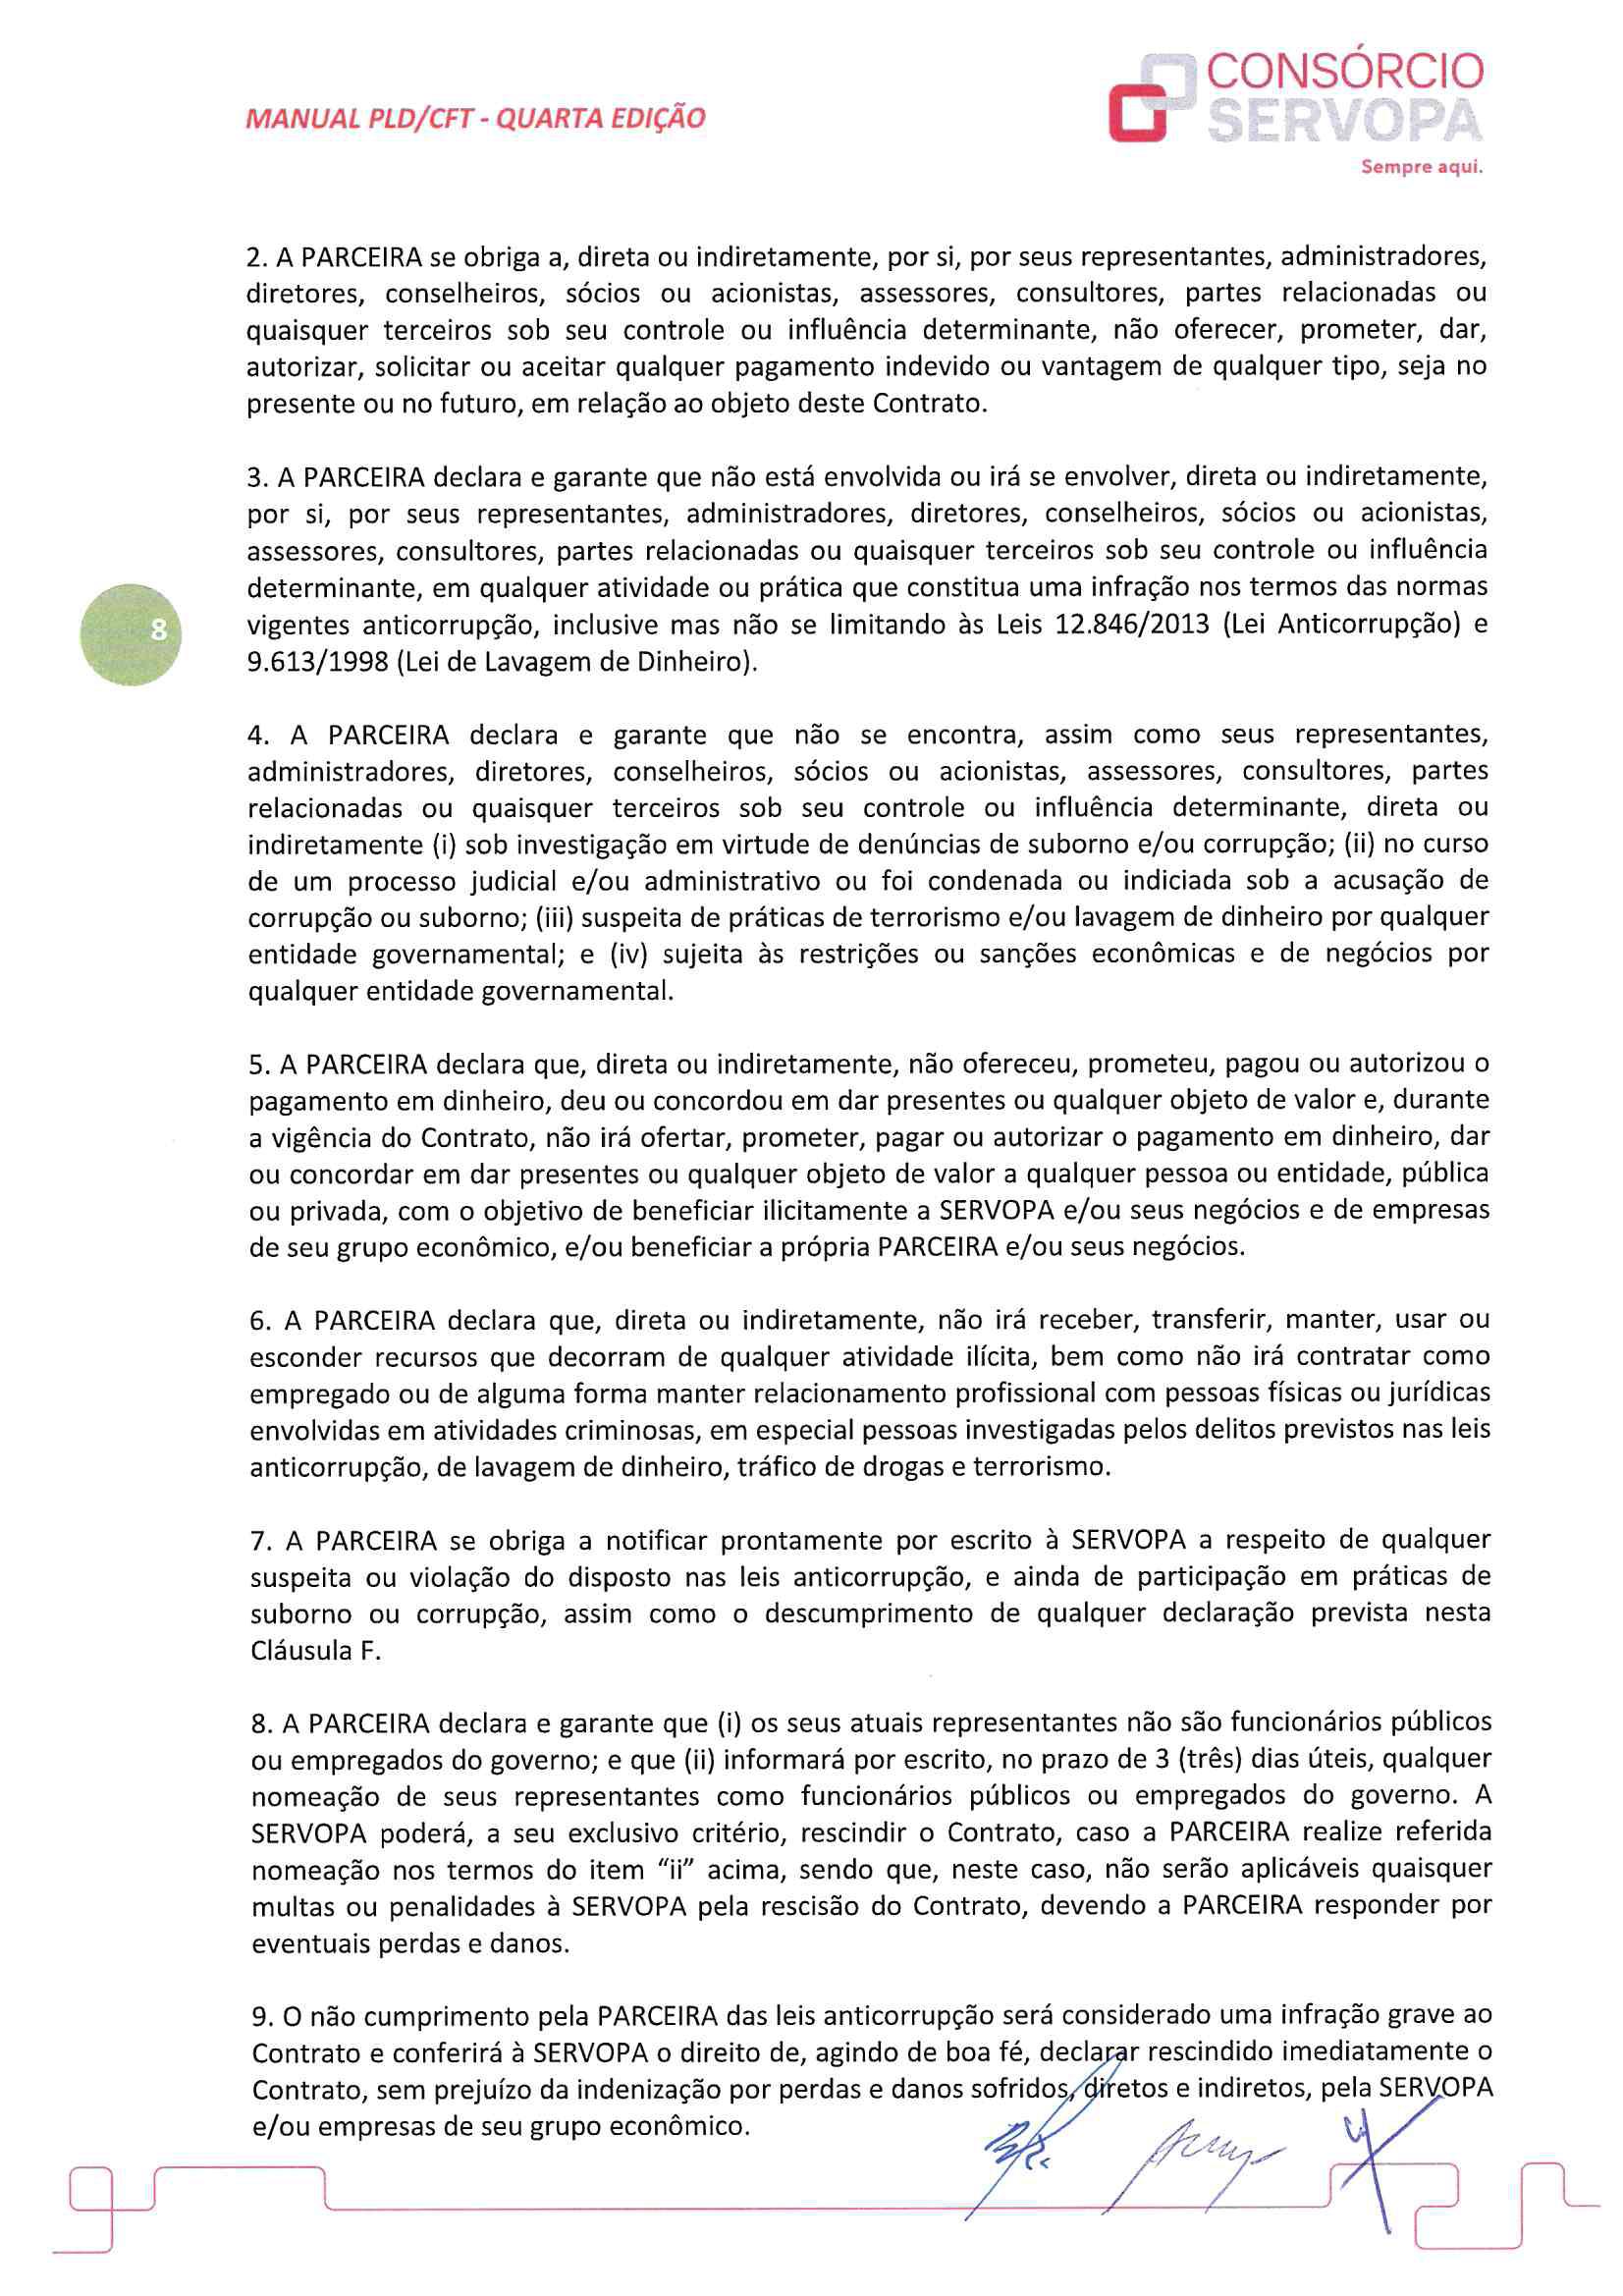 MANUAL PLD/CFT - QUARTA EDIÇÃO
CONSÓRCIO
SERVOPA
Sempre aqui.
2. A PARCEIRA se obriga a, direta ou indiretamente, por si, por seus representantes, administradores,
diretores, conselheiros, sócios ou acionistas, assessores, consultores, partes relacionadas ou
quaisquer terceiros sob seu controle ou influência determinante, não oferecer, prometer, dar,
autorizar, solicitar ou aceitar qualquer pagamento indevido ou vantagem de qualquer tipo, seja no
presente ou no futuro, em relação ao objeto deste Contrato.
3. A PARCEIRA declara e garante que não está envolvida ou irá se envolver, direta ou indiretamente,
por si, por seus representantes, administradores, diretores, conselheiros, sócios ou acionistas,
assessores, consultores, partes relacionadas ou quaisquer terceiros sob seu controle ou influência
determinante, em qualquer atividade ou prática que constitua uma infração nos termos das normas
8
vigentes anticorrupção, inclusive mas não se limitando às Leis 12.846/2013 (Lei Anticorrupção) e
9.613/1998 (Lei de Lavagem de Dinheiro).
4. A PARCEIRA declara e garante que não se encontra, assim como seus representantes,
administradores, diretores, conselheiros, sócios ou acionistas, assessores, consultores, partes
relacionadas ou quaisquer terceiros sob seu controle ou influência determinante, direta ou
indiretamente (i) sob investigação em virtude de denúncias de suborno e/ou corrupção; (ii) no curso
de um processo judicial e/ou administrativo ou foi condenada ou indiciada sob a acusação de
corrupção ou suborno; (iii) suspeita de práticas de terrorismo e/ou lavagem de dinheiro por qualquer
entidade governamental; e (iv) sujeita às restrições ou sanções econômicas e de negócios por
qualquer entidade governamental.
5. A PARCEIRA declara que, direta ou indiretamente, não ofereceu, prometeu, pagou ou autorizou o
pagamento em dinheiro, deu ou concordou em dar presentes ou qualquer objeto de valor e, durante
a vigência do Contrato, não irá ofertar, prometer, pagar ou autorizar o pagamento em dinheiro, dar
ou concordar em dar presentes ou qualquer objeto de valor a qualquer pessoa ou entidade, pública
ou privada, com o objetivo de beneficiar ilicitamente a SERVOPA e/ou seus negócios e de empresas
de seu grupo econômico, e/ou beneficiar a própria PARCEIRA e/ou seus negócios.
6. A PARCEIRA declara que, direta ou indiretamente, não irá receber, transferir, manter, usar ou
esconder recursos que decorram de qualquer atividade ilícita, bem como não irá contratar como
empregado ou de alguma forma manter relacionamento profissional com pessoas físicas ou jurídicas
envolvidas em atividades criminosas, em especial pessoas investigadas pelos delitos previstos nas leis
anticorrupção, de lavagem de dinheiro, tráfico de drogas e terrorismo.
7. A PARCEIRA se obriga a notificar prontamente por escrito à SERVOPA a respeito de qualquer
suspeita ou violação do disposto nas leis anticorrupção, e ainda de participação em práticas de
suborno ou corrupção, assim como o descumprimento de qualquer declaração prevista nesta
Cláusula F.
8. A PARCEIRA declara e garante que (i) os seus atuais representantes não são funcionários públicos
ou empregados do governo; e que (ii) informará por escrito, no prazo de 3 (três) dias úteis, qualquer
nomeação de seus representantes como funcionários públicos ou empregados do governo. A
SERVOPA poderá, a seu exclusivo critério, rescindir o Contrato, caso a PARCEIRA realize referida
nomeação nos termos do item “ii” acima, sendo que, neste caso, não serão aplicáveis quaisquer
multas ou penalidades à SERVOPA pela rescisão do Contrato, devendo a PARCEIRA responder por
eventuais perdas e danos.
9. O não cumprimento pela PARCEIRA das leis anticorrupção será considerado uma infração grave ao
Contrato e conferirá à SERVOPA o direito de, agindo de boa fé, declarar rescindido imediatamente o
Contrato, sem prejuízo da indenização por perdas e danos sofridos, diretos e indiretos, pela SERVOPA
e/ou empresas de seu grupo econômico.